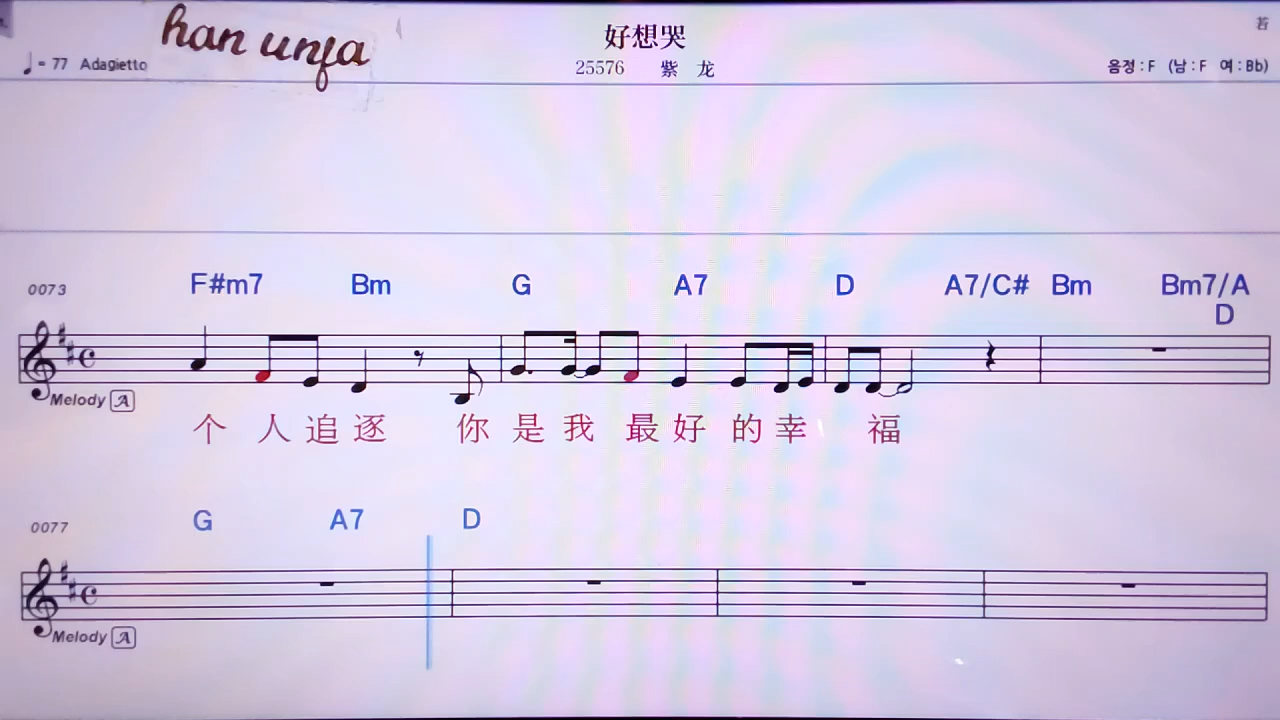 han unja
好想哭
若
♩= 77 Adagietto
25576 紫 龙
음정 : F (남 : F 여 : Bb)
0073
F#m7 Bm G A7 D A7/C# Bm Bm7/A
D
Melody A
个 人 追 逐 你 是 我 最 好 的 幸 福
0077
G A7 D
Melody A